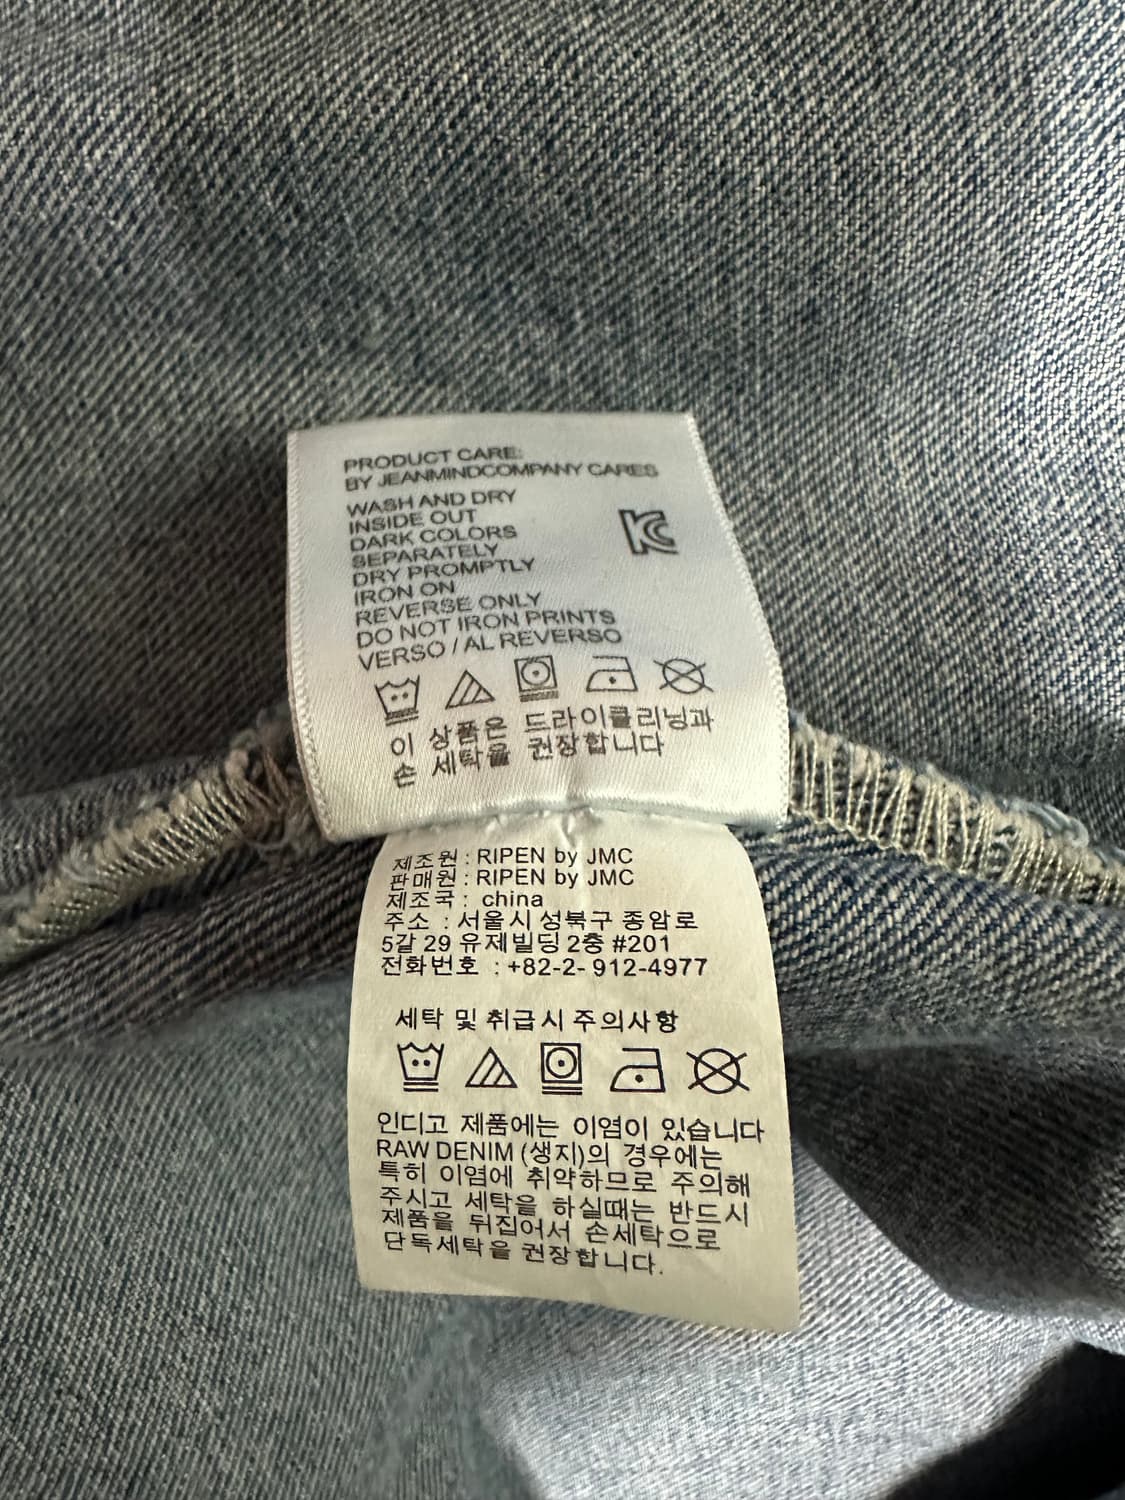 PRODUCT CARE:
BY JEANMINDCOMPANY CARES
WASH AND DRY
INSIDE OUT
DARK COLORS
SEPARATELY
DRY PROMPTLY
IRON ON
REVERSE ONLY
DO NOT IRON PRINTS
VERSO / AL REVERSO
KC
이 상품은 드라이클리닝과
손 세탁을 권장합니다
제조원 : RIPEN by JMC
판매원 : RIPEN by JMC
제조국 : china
주소 : 서울시 성북구 종암로
5갈 29 유제빌딩 2층 #201
전화번호 : +82-2- 912-4977
세탁 및 취급시 주의사항
인디고 제품에는 이염이 있습니다
RAW DENIM (생지)의 경우에는
특히 이염에 취약하므로 주의해
주시고 세탁을 하실때는 반드시
제품을 뒤집어서 손세탁으로
단독세탁을 권장합니다.